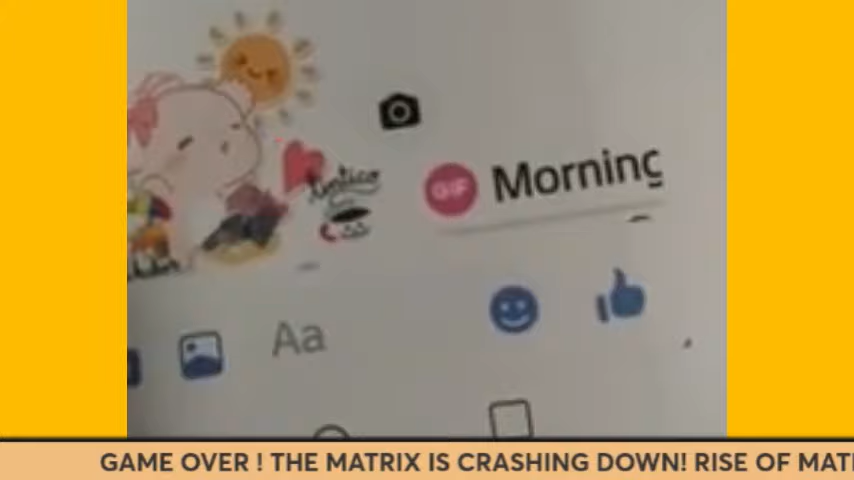 GIF Morning
Aa
GAME OVER ! THE MATRIX IS CRASHING DOWN! RISE OF MAT